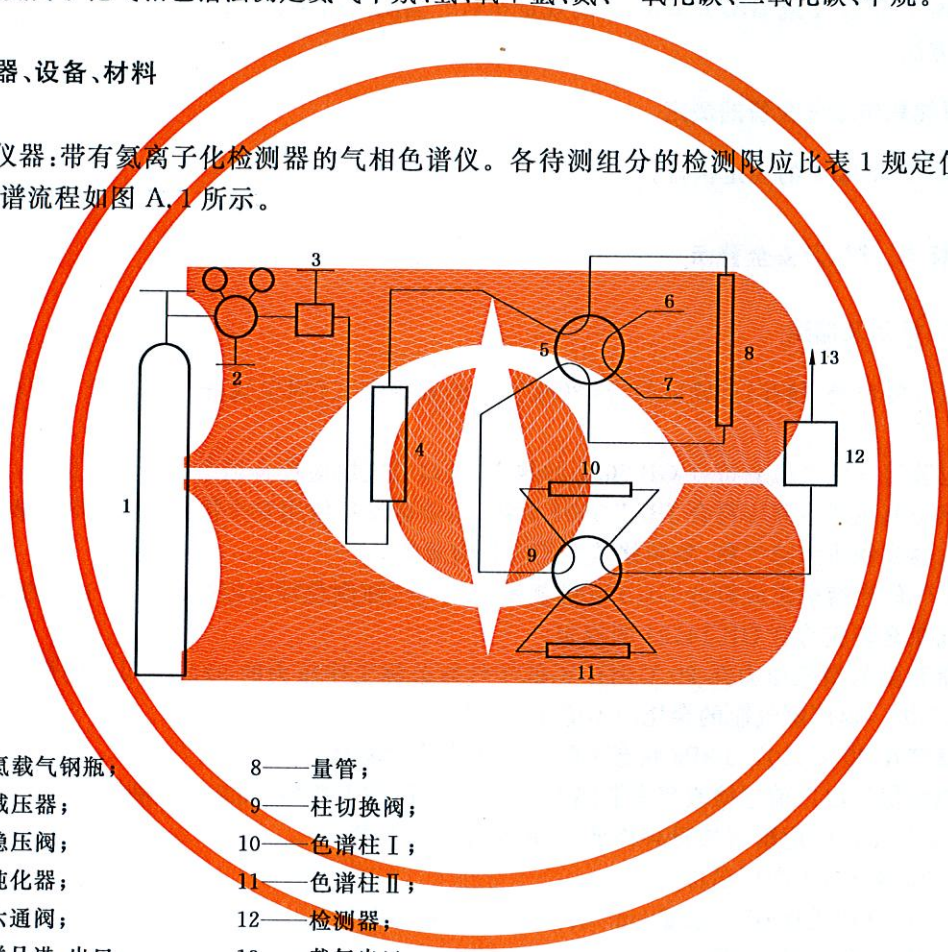 器、设备、材料
仪器:带有氦离子化检测器的气相色谱仪。各待测组分的检测限应比表 1 规定
谱流程如图 A.1 所示。
3
6
5
8
2
7
13
4
12
10
1
9
11
氦载气钢瓶;
8——量管;
减压器;
9——柱切换阀;
稳压阀;
10——色谱柱Ⅰ;
纯化器;
11——色谱柱Ⅱ;
六通阀;
12——检测器;